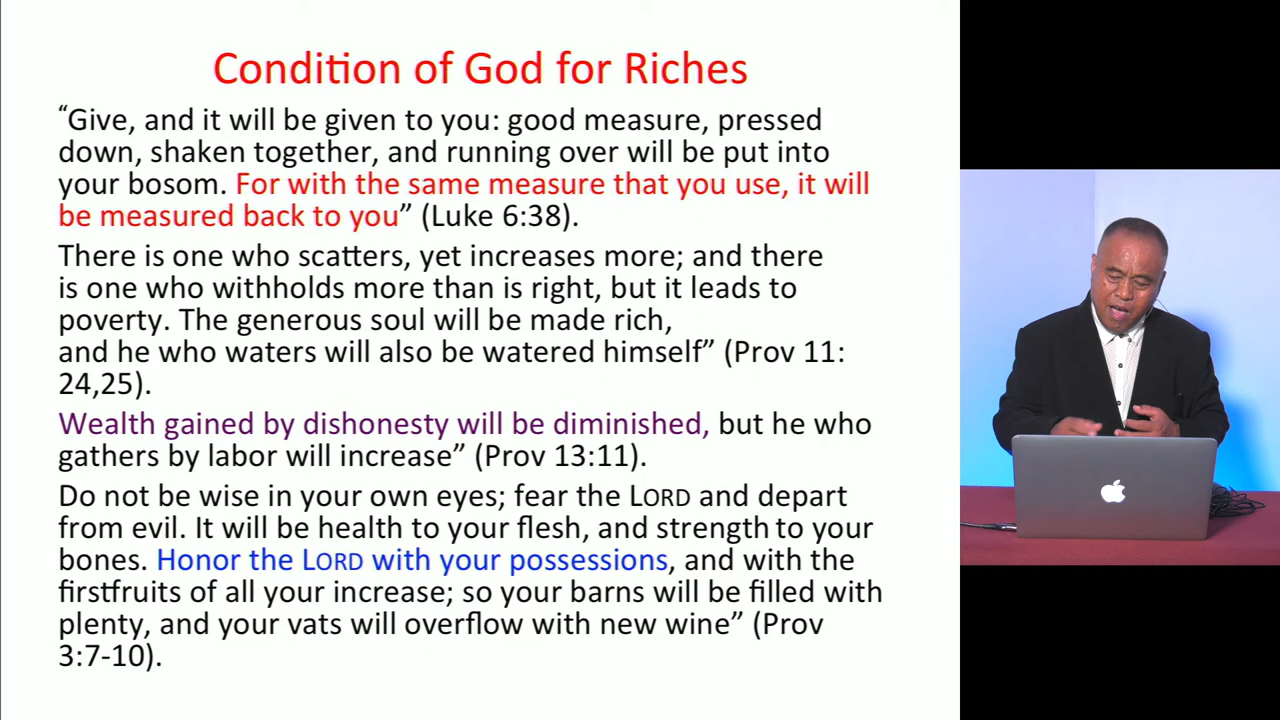 Condition of God for Riches
“Give, and it will be given to you: good measure, pressed
down, shaken together, and running over will be put into
your bosom. For with the same measure that you use, it will
be measured back to you” (Luke 6:38).
There is one who scatters, yet increases more; and there
is one who withholds more than is right, but it leads to
poverty. The generous soul will be made rich,
and he who waters will also be watered himself” (Prov 11:
24,25).
Wealth gained by dishonesty will be diminished, but he who
gathers by labor will increase” (Prov 13:11).
Do not be wise in your own eyes; fear the LORD and depart
from evil. It will be health to your flesh, and strength to your
bones. Honor the LORD with your possessions, and with the
firstfruits of all your increase; so your barns will be filled with
plenty, and your vats will overflow with new wine” (Prov
3:7-10).